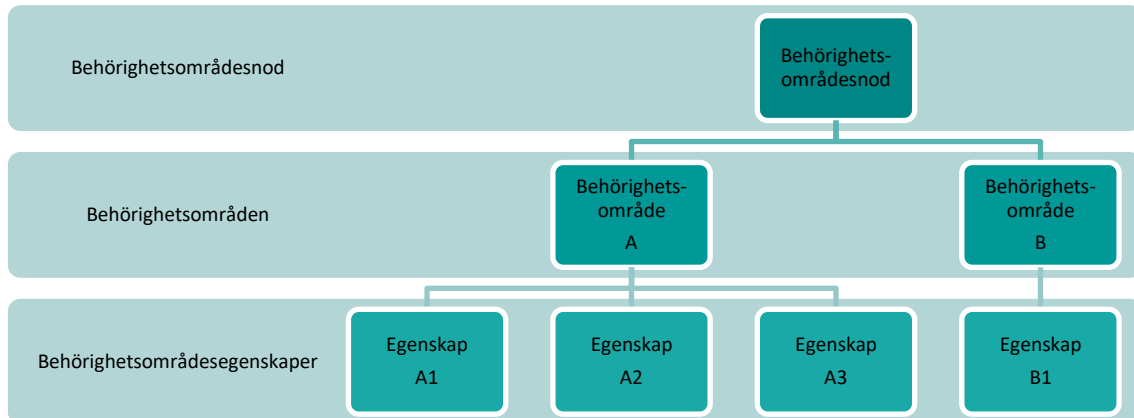 Behörighetsområdesnod
Behörighets-
områdesnod
Behörighetsområden
Behörighets-
område
A
Behörighets-
område
B
Behörighetsområdesegenskaper
Egenskap
A1
Egenskap
A2
Egenskap
A3
Egenskap
B1